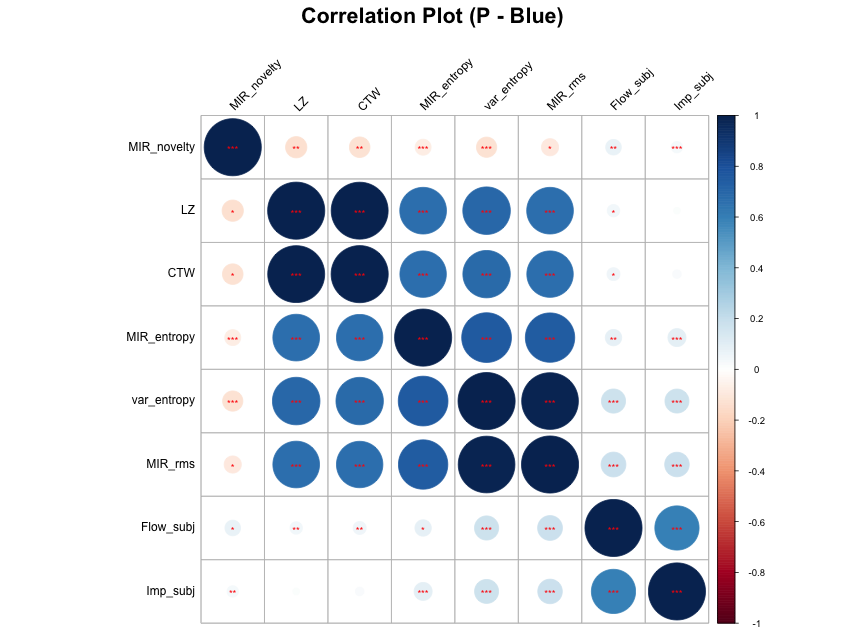 Correlation Plot (P - Blue)
MIR_novelty LZ CTW MIR_entropy var_entropy MIR_rms Flow_subj Imp_subj
MIR_novelty *** ** ** *** *** * ** ***
LZ * *** *** *** *** *** *
CTW * *** *** *** *** *** *
MIR_entropy *** *** *** *** *** *** ** ***
var_entropy *** *** *** *** *** *** *** ***
MIR_rms * *** *** *** *** *** *** ***
Flow_subj * ** ** * *** *** *** ***
Imp_subj ** *** *** *** *** ***
1
0.8
0.6
0.4
0.2
0
-0.2
-0.4
-0.6
-0.8
-1